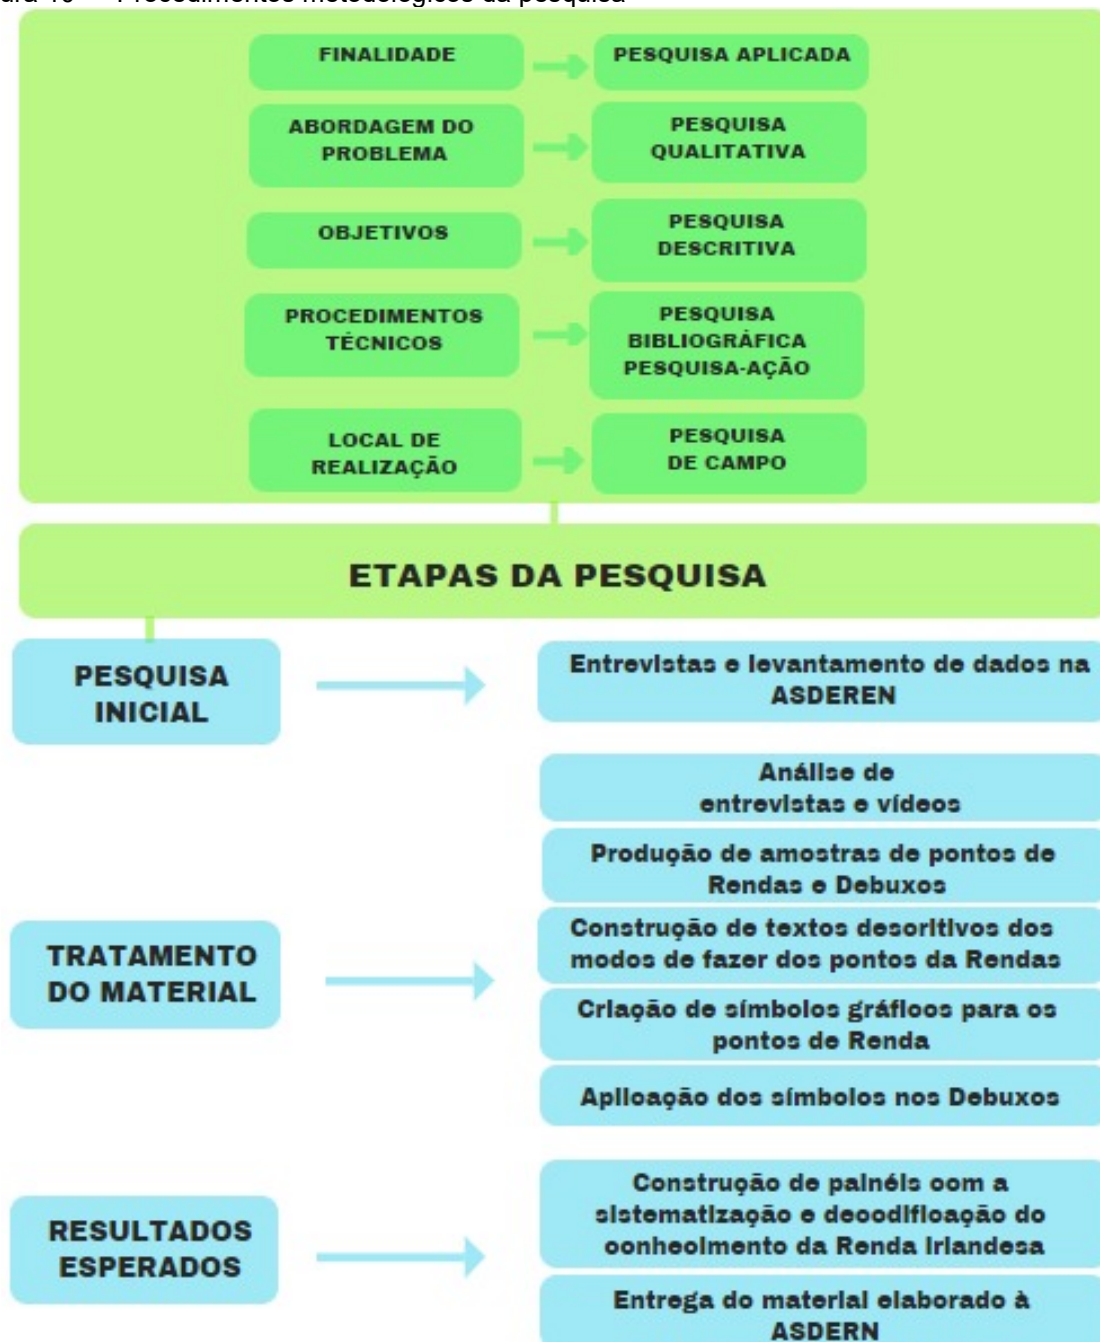 Procedimentos metodológicos da pesquisa
FINALIDADE
PESQUISA APLICADA
ABORDAGEM DO
PROBLEMA
PESQUISA
QUALITATIVA
OBJETIVOS
PESQUISA
DESCRITIVA
PROCEDIMENTOS
TÉCNICOS
PESQUISA
BIBLIOGRÁFICA
PESQUISA-AÇÃO
LOCAL DE
REALIZAÇÃO
PESQUISA
DE CAMPO
ETAPAS DA PESQUISA
PESQUISA
INICIAL
Entrevistas e levantamento de dados na
ASDEREN
TRATAMENTO
DO MATERIAL
Análise de
entrevistas e vídeos
Produção de amostras de pontos de
Rendas e Debuxos
Construção de textos descritivos dos
modos de fazer dos pontos da Rendas
Criação de símbolos gráficos para os
pontos de Renda
Aplicação dos símbolos nos Debuxos
RESULTADOS
ESPERADOS
Construção de painéis com a
sistematização e decodificação do
conhecimento da Renda Irlandesa
Entrega do material elaborado à
ASDERN